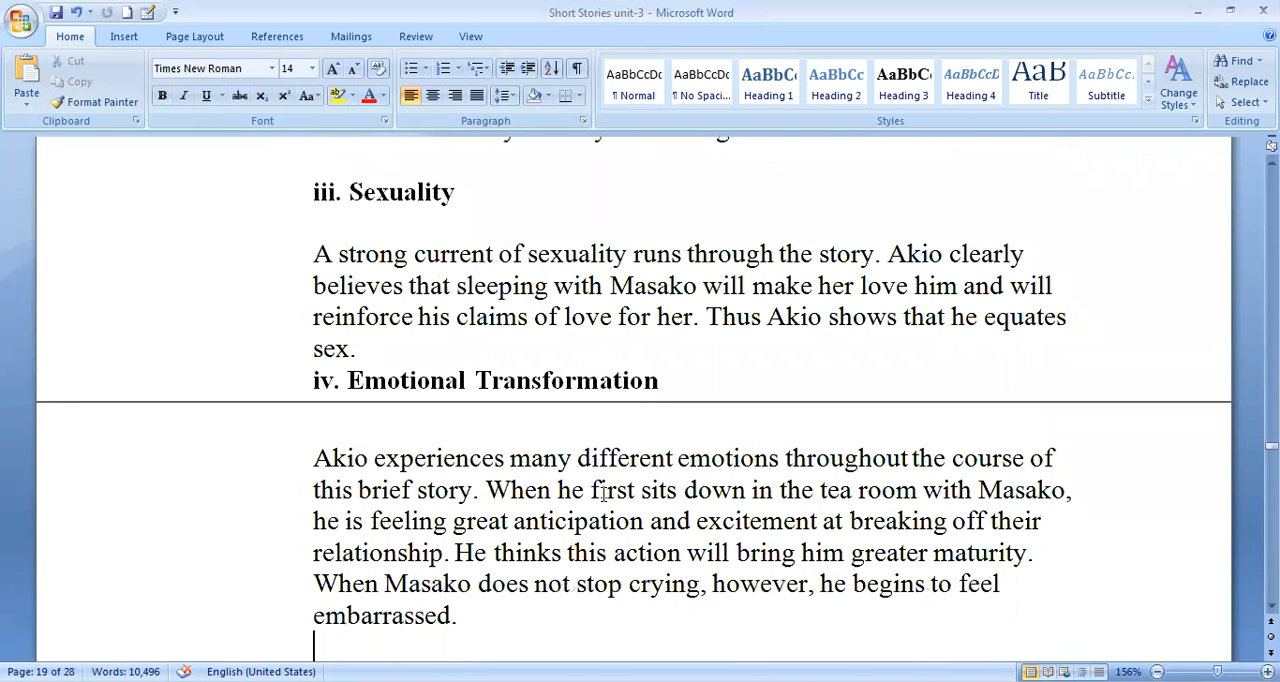 Short Stories unit-3 - Microsoft Word
Home Insert Page Layout References Mailings Review View
Paste Cut Copy Format Painter Clipboard
Times New Roman 14 Font
Paragraph
AaBbCcDc ¶ Normal
AaBbCcDc ¶ No Spaci...
AaBbC Heading 1
AaBbCc Heading 2
AaBbC Heading 3
AaBbCcD Heading 4
AaB Title
AaBbCc. Subtitle
Change Styles
Styles
Find Replace Select Editing
iii. Sexuality
A strong current of sexuality runs through the story. Akio clearly
believes that sleeping with Masako will make her love him and will
reinforce his claims of love for her. Thus Akio shows that he equates
sex.
iv. Emotional Transformation
Akio experiences many different emotions throughout the course of
this brief story. When he first sits down in the tea room with Masako,
he is feeling great anticipation and excitement at breaking off their
relationship. He thinks this action will bring him greater maturity.
When Masako does not stop crying, however, he begins to feel
embarrassed.
Page: 19 of 28 Words: 10,496 English (United States) 156%